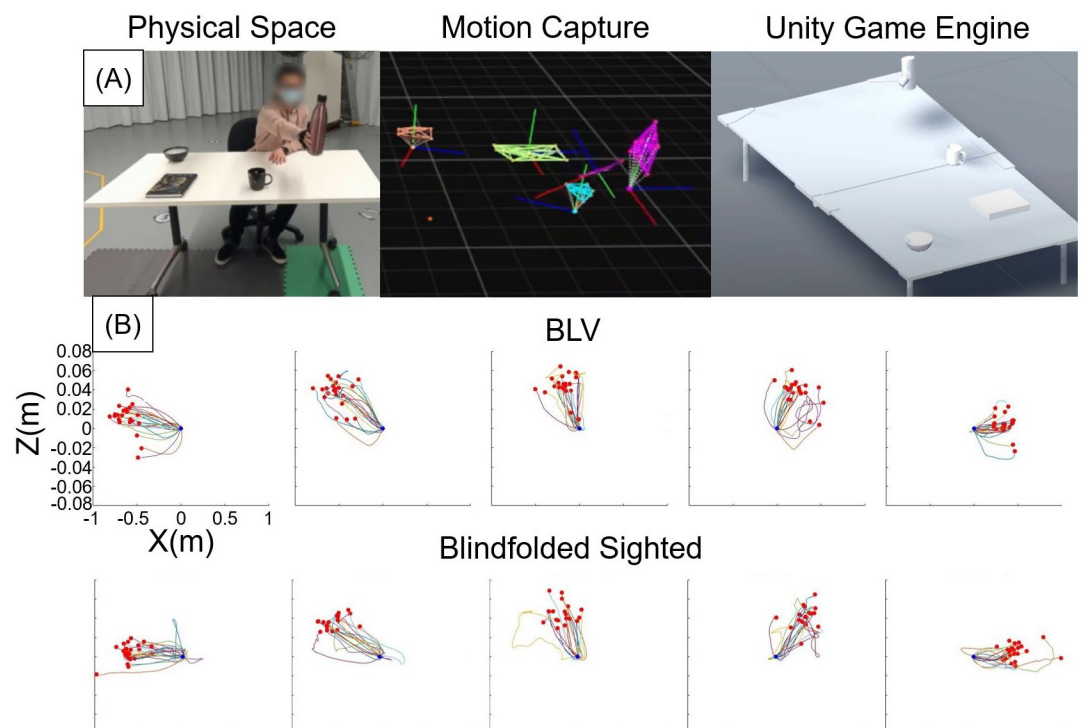 Physical Space
Motion Capture
Unity Game Engine
(A)
(B)
BLV
0.08
0.06
0.04
0.02
0
-0.02
-0.04
-0.06
-0.08
Z(m)
-1 -0.5 0 0.5 1
X(m)
Blindfolded Sighted